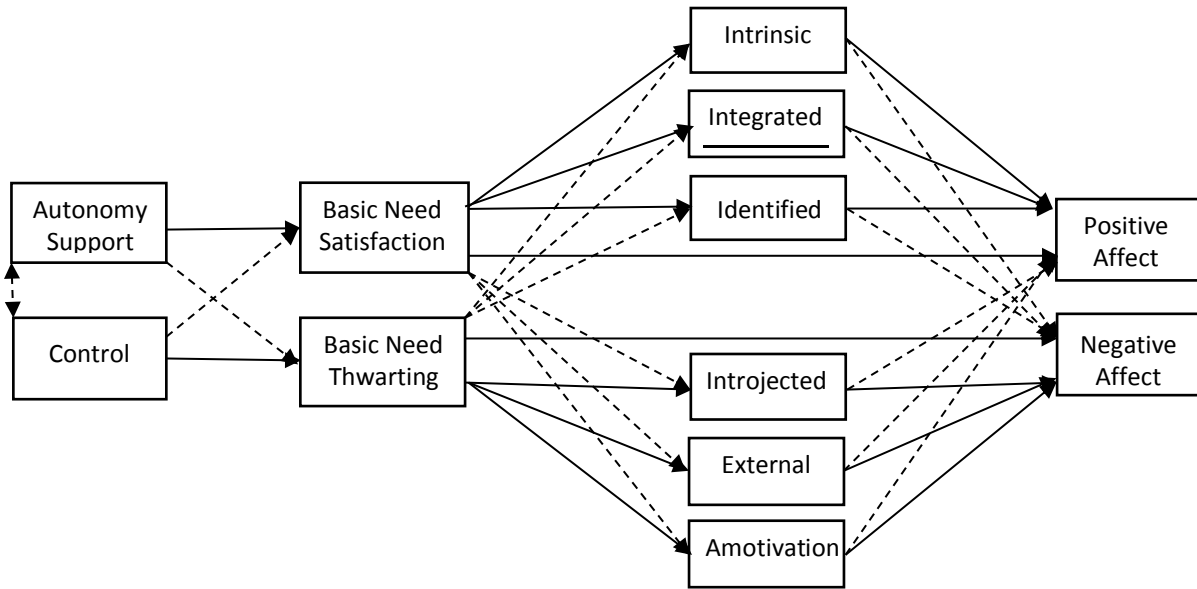 Intrinsic
Integrated
Identified
Autonomy
Support
Basic Need
Satisfaction
Positive
Affect
Control
Basic Need
Thwarting
Negative
Affect
Introjected
External
Amotivation